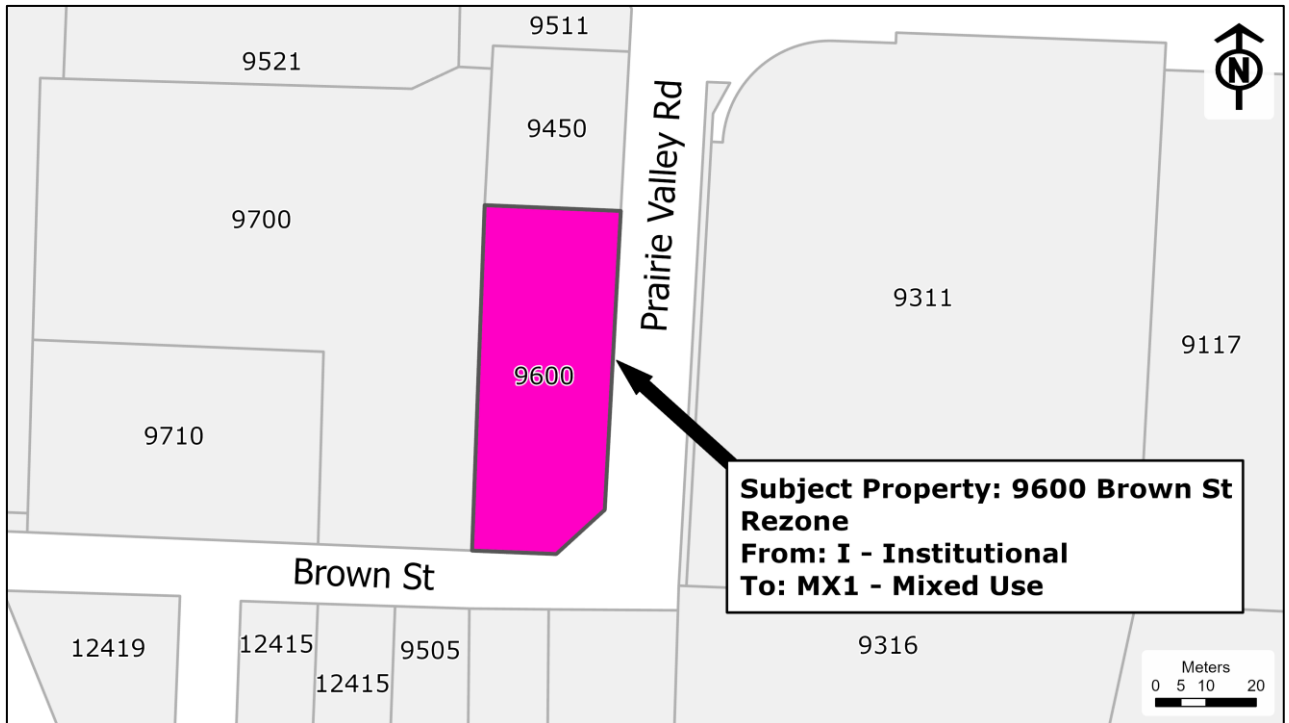 9511
9521
N
9450
Prairie Valley Rd
9700
9311
9117
9600
9710
Subject Property: 9600 Brown St
Rezone
From: I - Institutional
To: MX1 - Mixed Use
Brown St
12419
12415
9505
9316
12415
Meters
0 5 10 20